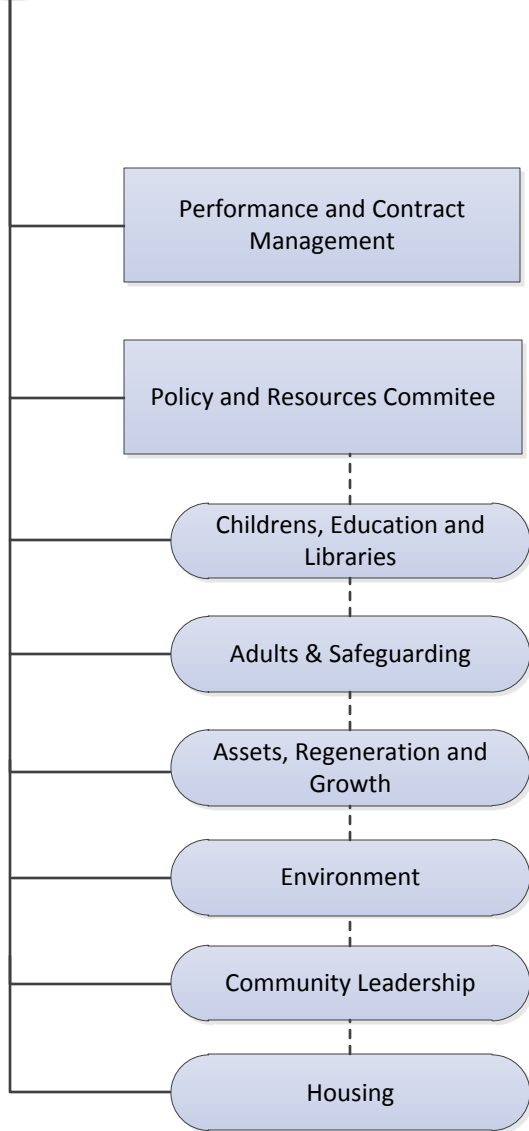 Performance and Contract
Management
Policy and Resources Commitee
Childrens, Education and
Libraries
Adults & Safeguarding
Assets, Regeneration and
Growth
Environment
Community Leadership
Housing